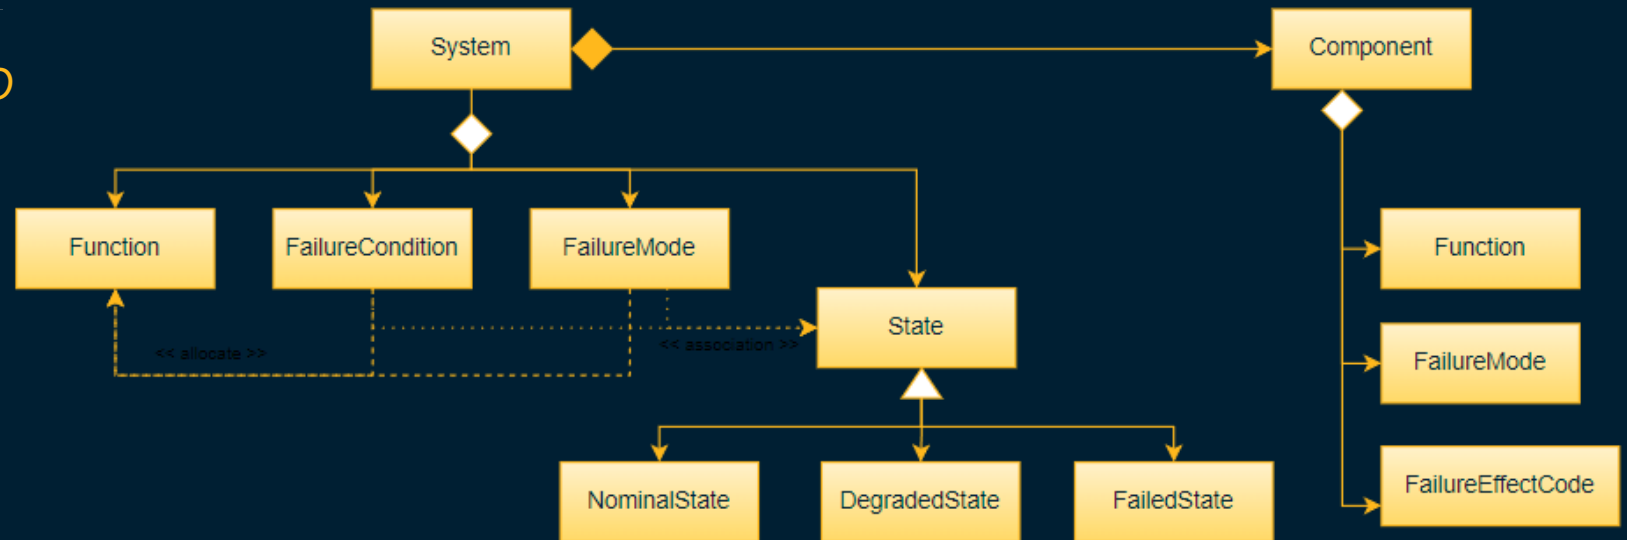 System
Component
Function
FailureCondition
FailureMode
Function
State
<< allocate >>
<< association >>
FailureMode
NominalState
DegradedState
FailedState
FailureEffectCode